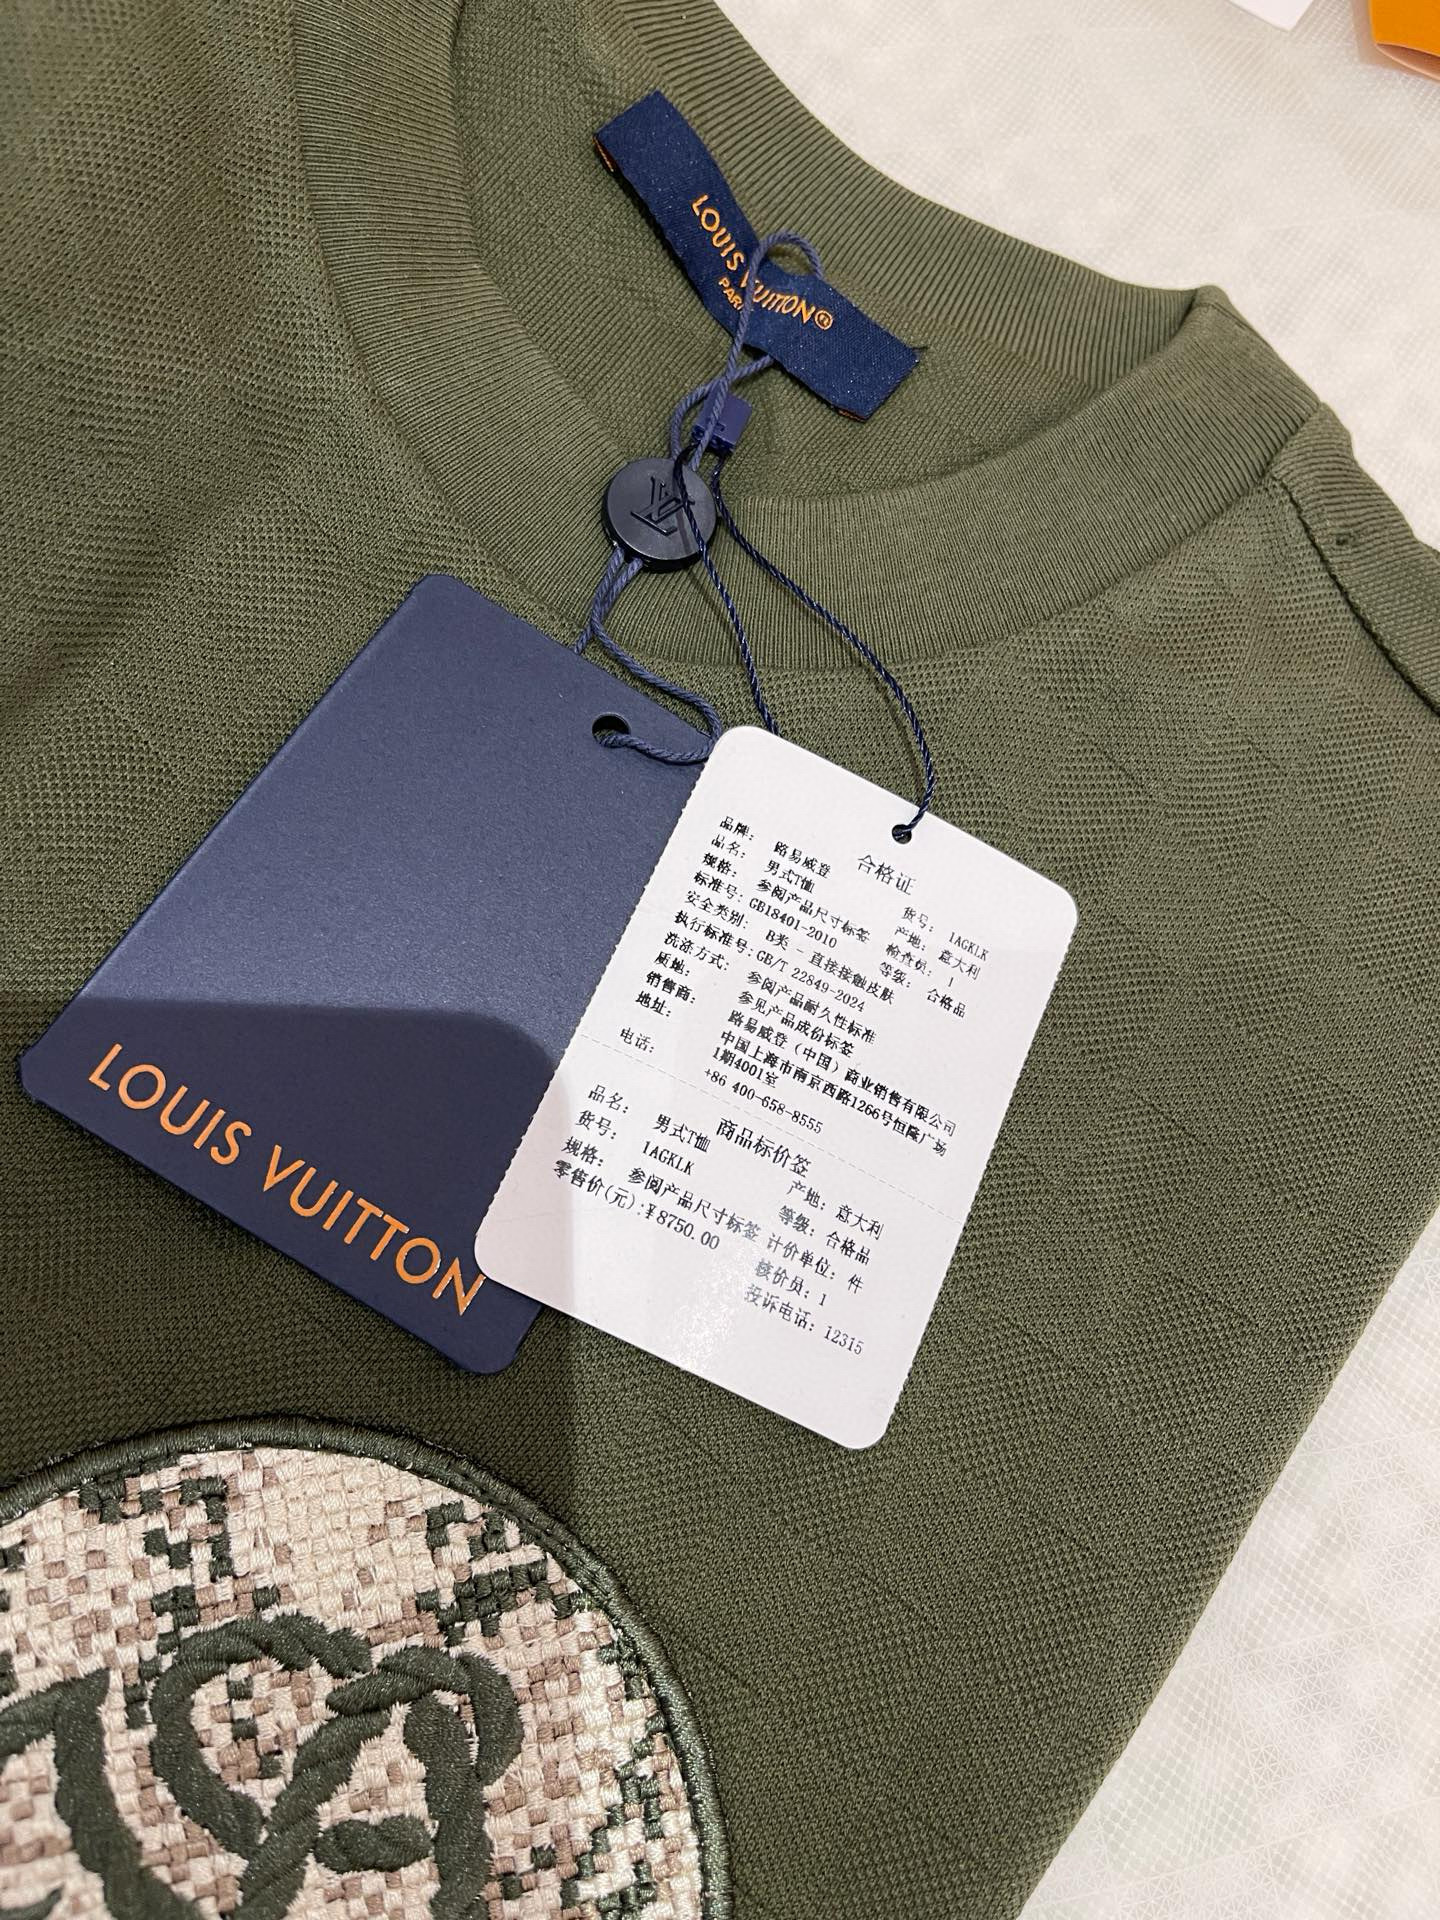 LOUIS VUITTON®
LV
LOUIS VUITTON
合格证
品牌: 路易威登
品名: 男式T恤 货号: 1AGKLK
规格: 参阅产品尺寸标签 产地: 意大利
标准号: GB18401-2010 检查员: 1
安全类别: B类 - 直接接触皮肤 等级: 合格品
执行标准号: GB/T 22849-2024
洗涤方式: 参阅产品耐久性标准
质地: 参见产品成份标签
销售商: 路易威登(中国)商业销售有限公司
地址: 中国上海市南京西路1266号恒隆广场
1期4001室
电话: +86 400-658-8555
商品标价签
品名: 男式T恤 产地: 意大利
货号: 1AGKLK 等级: 合格品
规格: 参阅产品尺寸标签 计价单位: 件
零售价(元):¥8750.00 核价员: 1
投诉电话: 12315